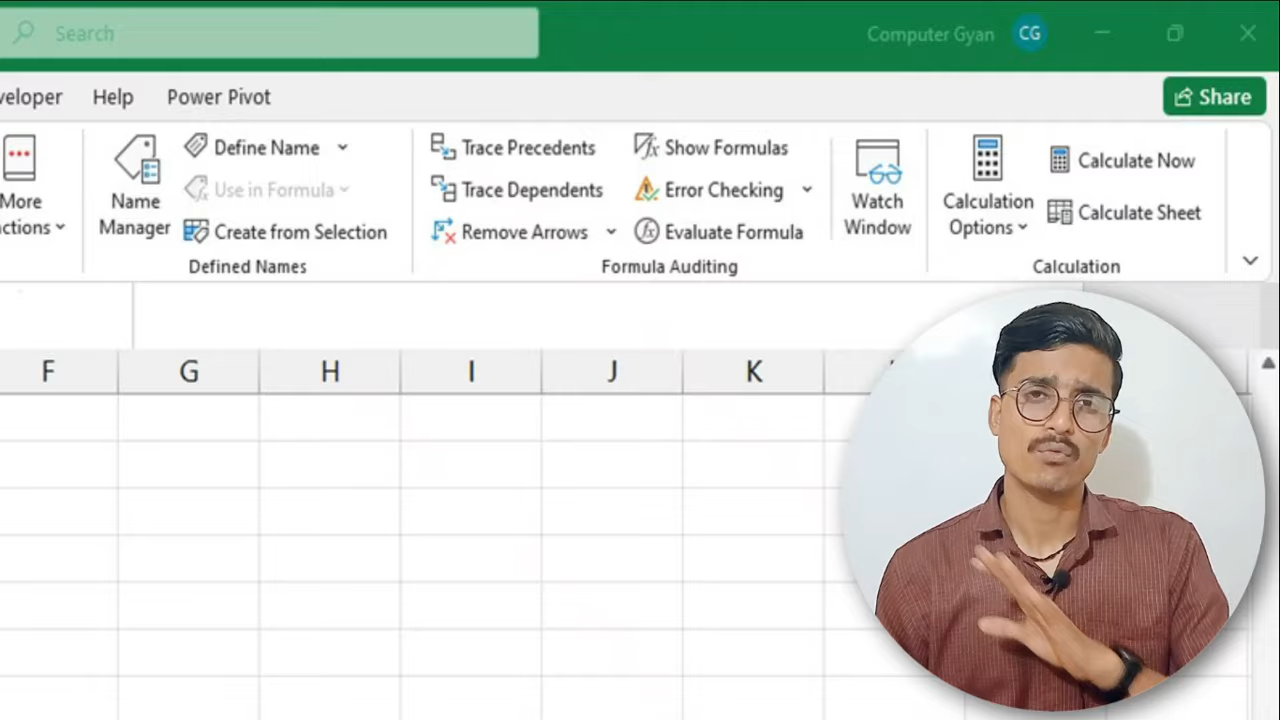 Search
Computer Gyan
CG
veloper
Help
Power Pivot
Share
More
ctions
Name
Manager
Define Name
Use in Formula
Create from Selection
Defined Names
Trace Precedents
Trace Dependents
Remove Arrows
Show Formulas
Error Checking
Evaluate Formula
Formula Auditing
Watch
Window
Calculation
Options
Calculate Now
Calculate Sheet
Calculation
F G H I J K